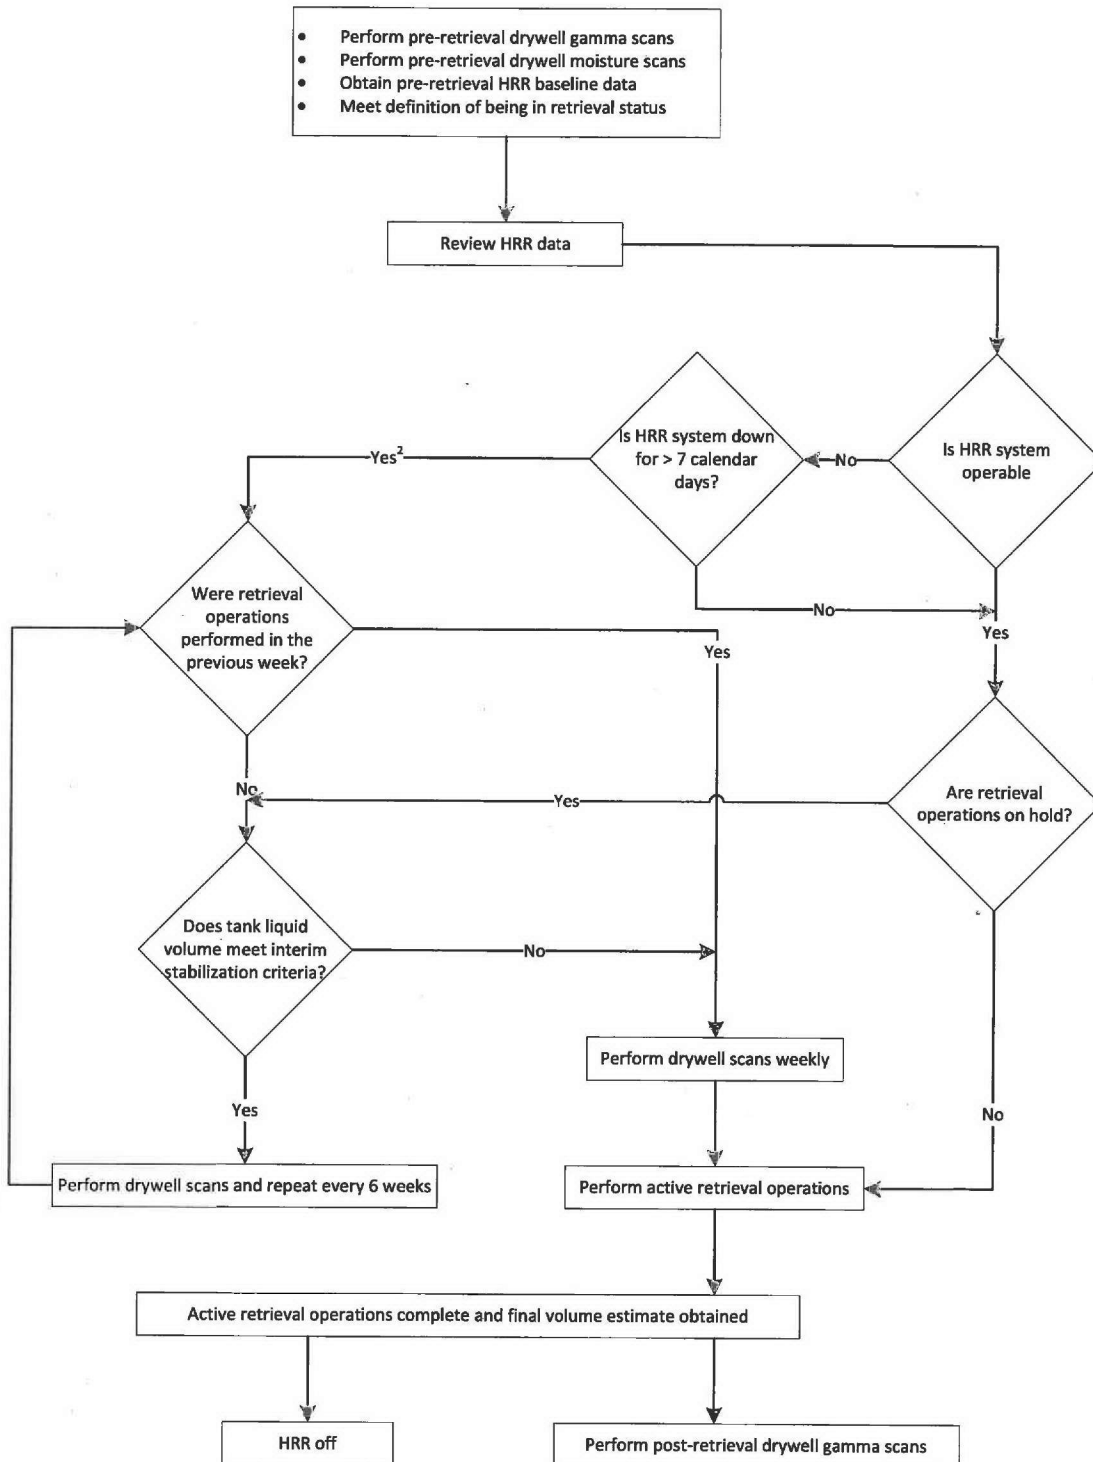 • Perform pre-retrieval drywell gamma scans
• Perform pre-retrieval drywell moisture scans
• Obtain pre-retrieval HRR baseline data
• Meet definition of being in retrieval status
Review HRR data
Is HRR system down
for > 7 calendar
days?
Is HRR system
operable
No
Yes²
Were retrieval
operations
performed in the
previous week?
No
Yes
Yes
No
Yes
Are retrieval
operations on hold?
Does tank liquid
volume meet interim
stabilization criteria?
No
Perform drywell scans weekly
Yes
No
Perform drywell scans and repeat every 6 weeks
Perform active retrieval operations
Active retrieval operations complete and final volume estimate obtained
HRR off
Perform post-retrieval drywell gamma scans